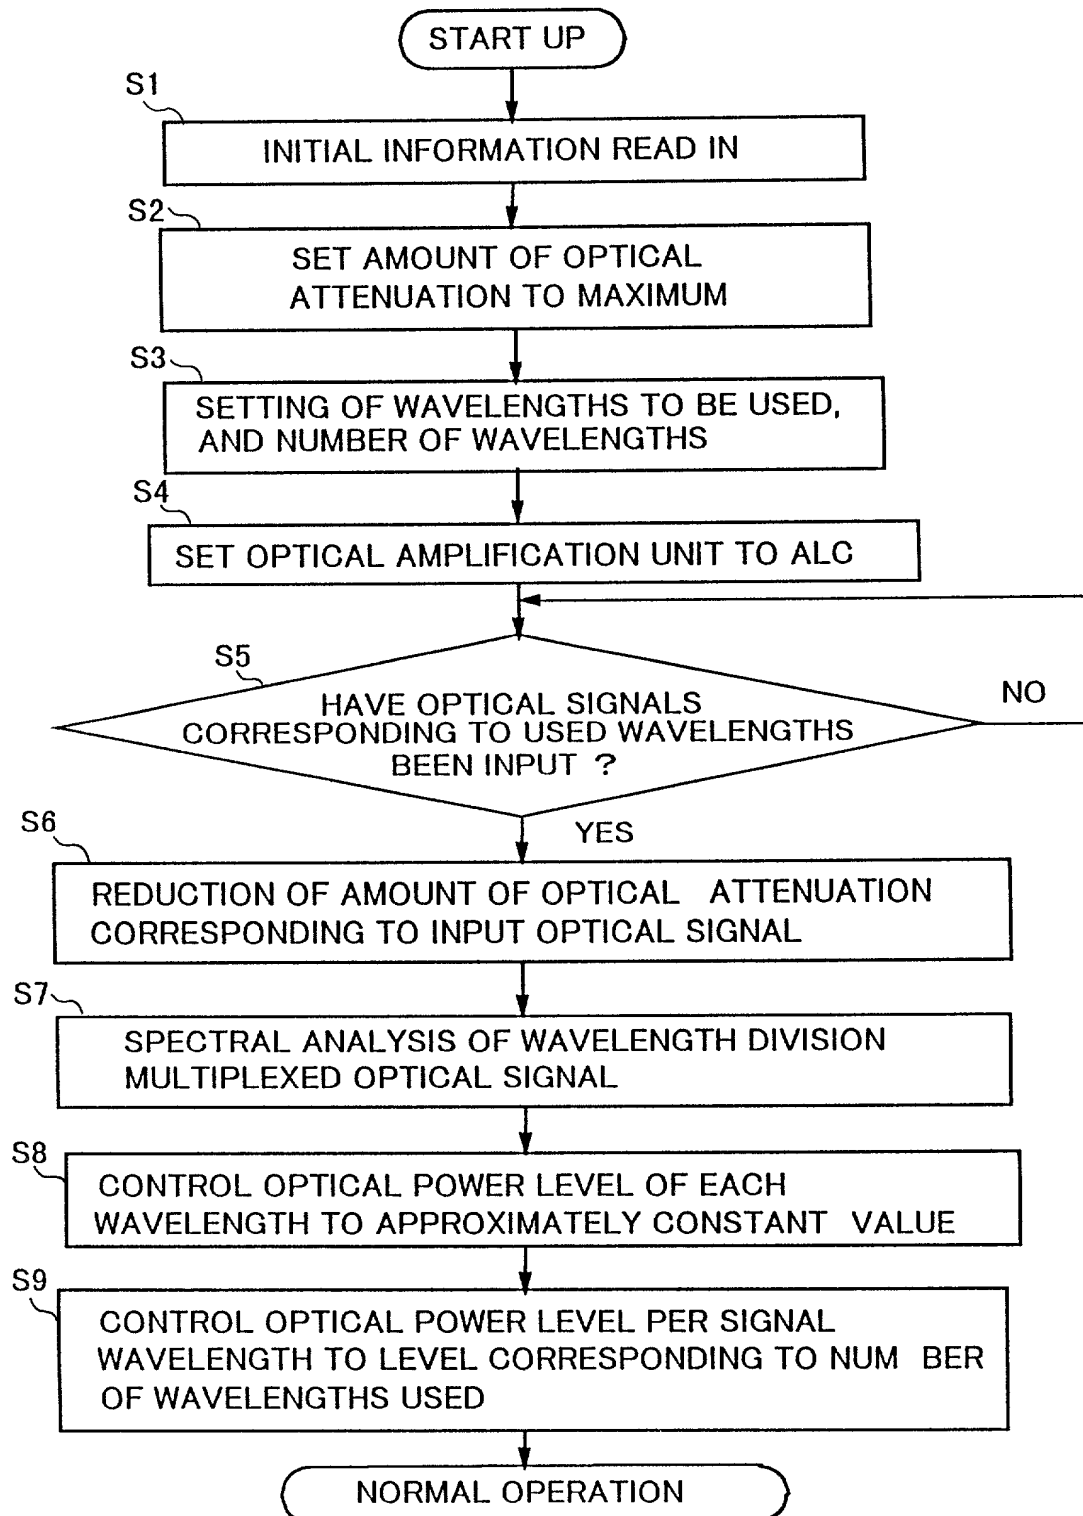 START UP
S1
INITIAL INFORMATION READ IN
S2
SET AMOUNT OF OPTICAL
ATTENUATION TO MAXIMUM
S3
SETTING OF WAVELENGTHS TO BE USED,
AND NUMBER OF WAVELENGTHS
S4
SET OPTICAL AMPLIFICATION UNIT TO ALC
S5
HAVE OPTICAL SIGNALS
CORRESPONDING TO USED WAVELENGTHS
BEEN INPUT ?
NO
YES
S6
REDUCTION OF AMOUNT OF OPTICAL ATTENUATION
CORRESPONDING TO INPUT OPTICAL SIGNAL
S7
SPECTRAL ANALYSIS OF WAVELENGTH DIVISION
MULTIPLEXED OPTICAL SIGNAL
S8
CONTROL OPTICAL POWER LEVEL OF EACH
WAVELENGTH TO APPROXIMATELY CONSTANT VALUE
S9
CONTROL OPTICAL POWER LEVEL PER SIGNAL
WAVELENGTH TO LEVEL CORRESPONDING TO NUM BER
OF WAVELENGTHS USED
NORMAL OPERATION